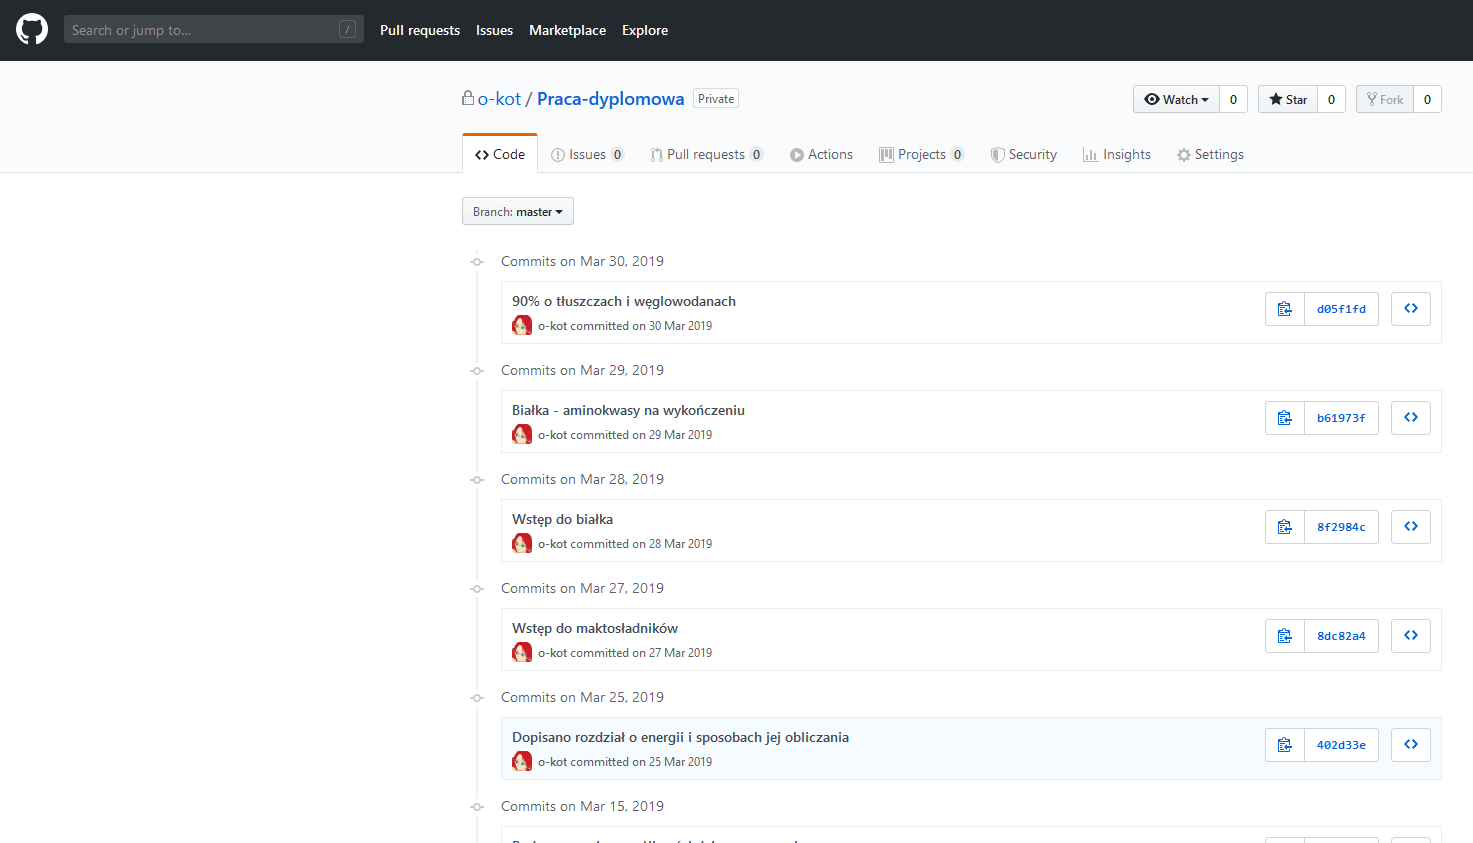 Search or jump to... /
Pull requests Issues Marketplace Explore
o-kot / Praca-dyplomowa Private
Watch 0 Star 0 Fork 0
Code Issues 0 Pull requests 0 Actions Projects 0 Security Insights Settings
Branch: master
Commits on Mar 30, 2019
90% o tłuszczach i węglowodanach
o-kot committed on 30 Mar 2019
d05f1fd
Commits on Mar 29, 2019
Białka - aminokwasy na wykończeniu
o-kot committed on 29 Mar 2019
b61973f
Commits on Mar 28, 2019
Wstęp do białka
o-kot committed on 28 Mar 2019
8f2984c
Commits on Mar 27, 2019
Wstęp do maktosładników
o-kot committed on 27 Mar 2019
8dc82a4
Commits on Mar 25, 2019
Dopisano rozdział o energii i sposobach jej obliczania
o-kot committed on 25 Mar 2019
402d33e
Commits on Mar 15, 2019